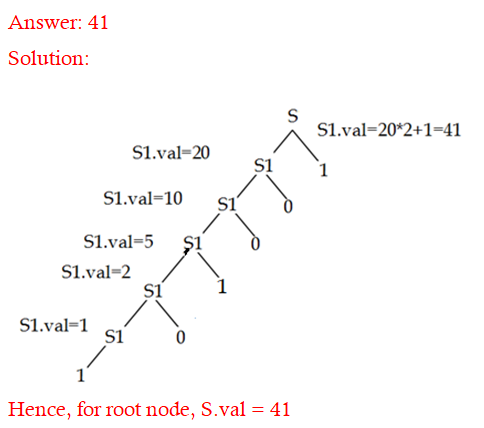 Answer: 41
Solution:
S
S1.val=20*2+1=41
S1.val=20
S1
1
S1.val=10
S1
0
S1.val=5
S1
0
S1.val=2
S1
1
S1.val=1
S1
0
1
Hence, for root node, S.val = 41